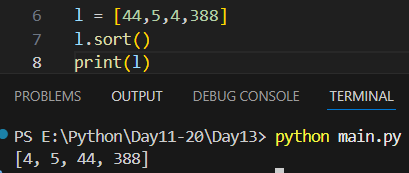 6 l = [44,5,4,388]
7 l.sort()
8 print(l)
PROBLEMS OUTPUT DEBUG CONSOLE TERMINAL
PS E:\Python\Day11-20\Day13> python main.py
[4, 5, 44, 388]